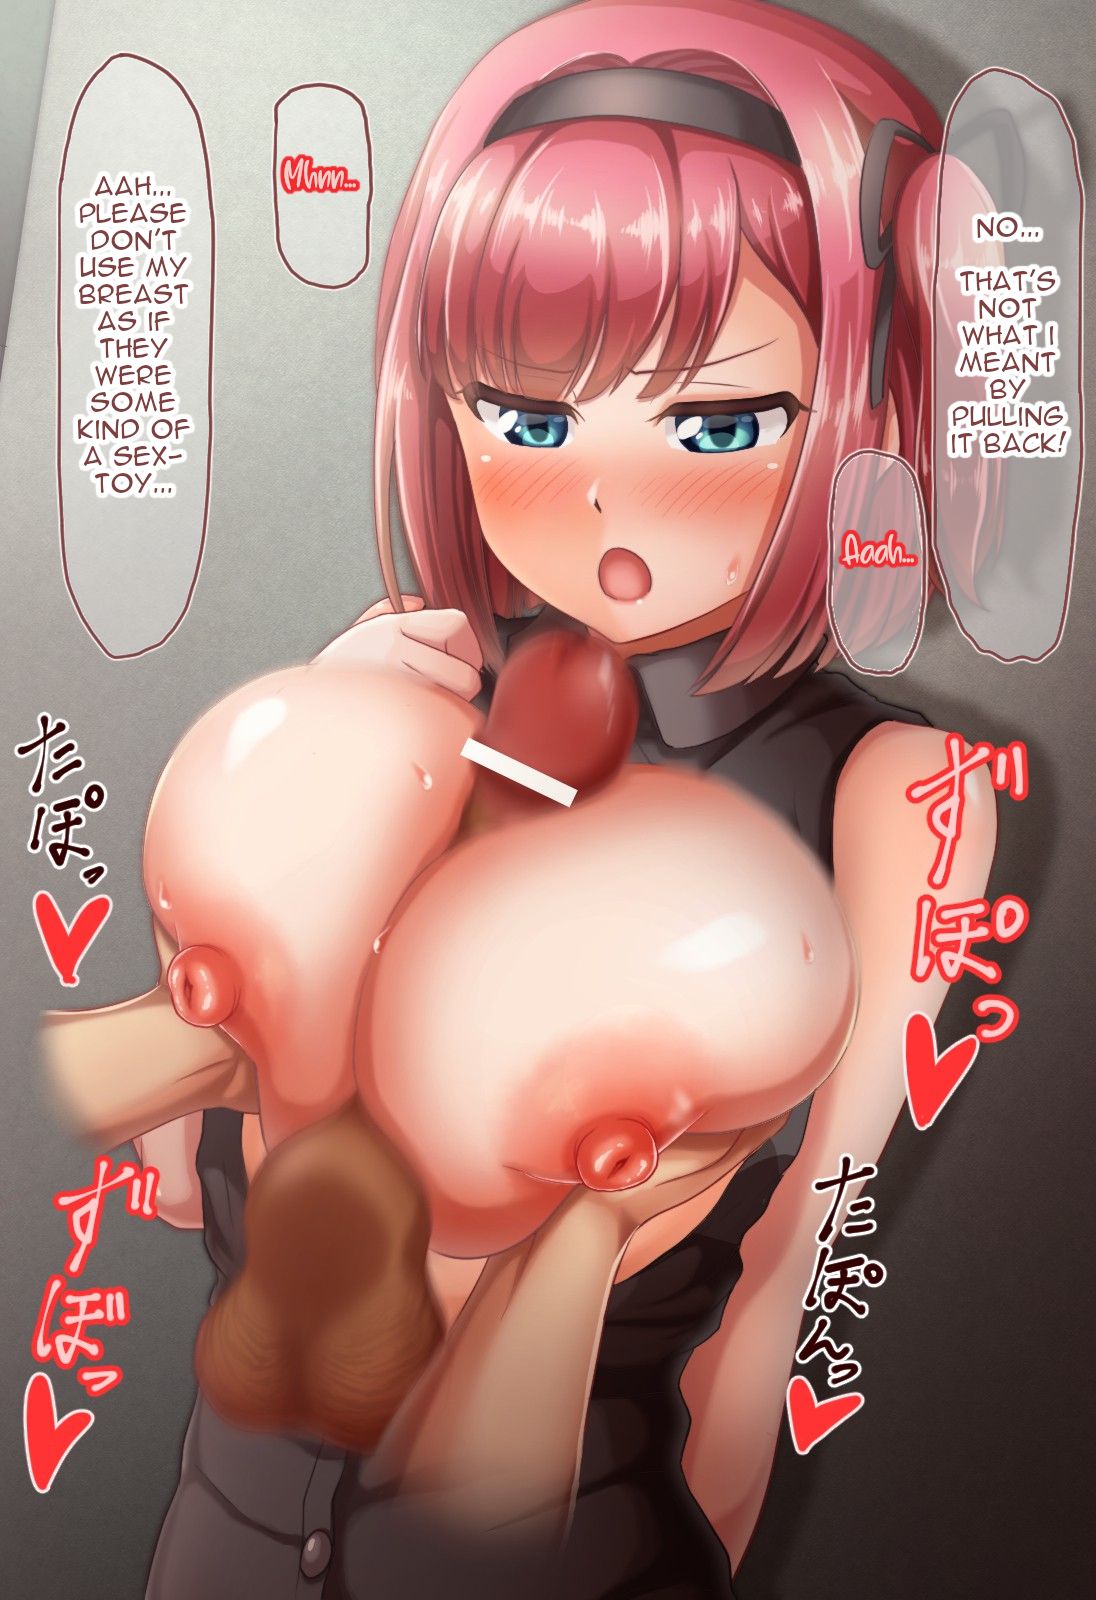 NO...
THAT'S
NOT
WHAT I
MEANT
BY
PULLING
IT BACK!
Mhnn...
AAH...
PLEASE
DON'T
USE MY
BREAST
AS IF
THEY
WERE
SOME
KIND OF
A SEX-
TOY...
Aaah...
たぽっ
ずぽっ
ずぼっ
たぽんっ